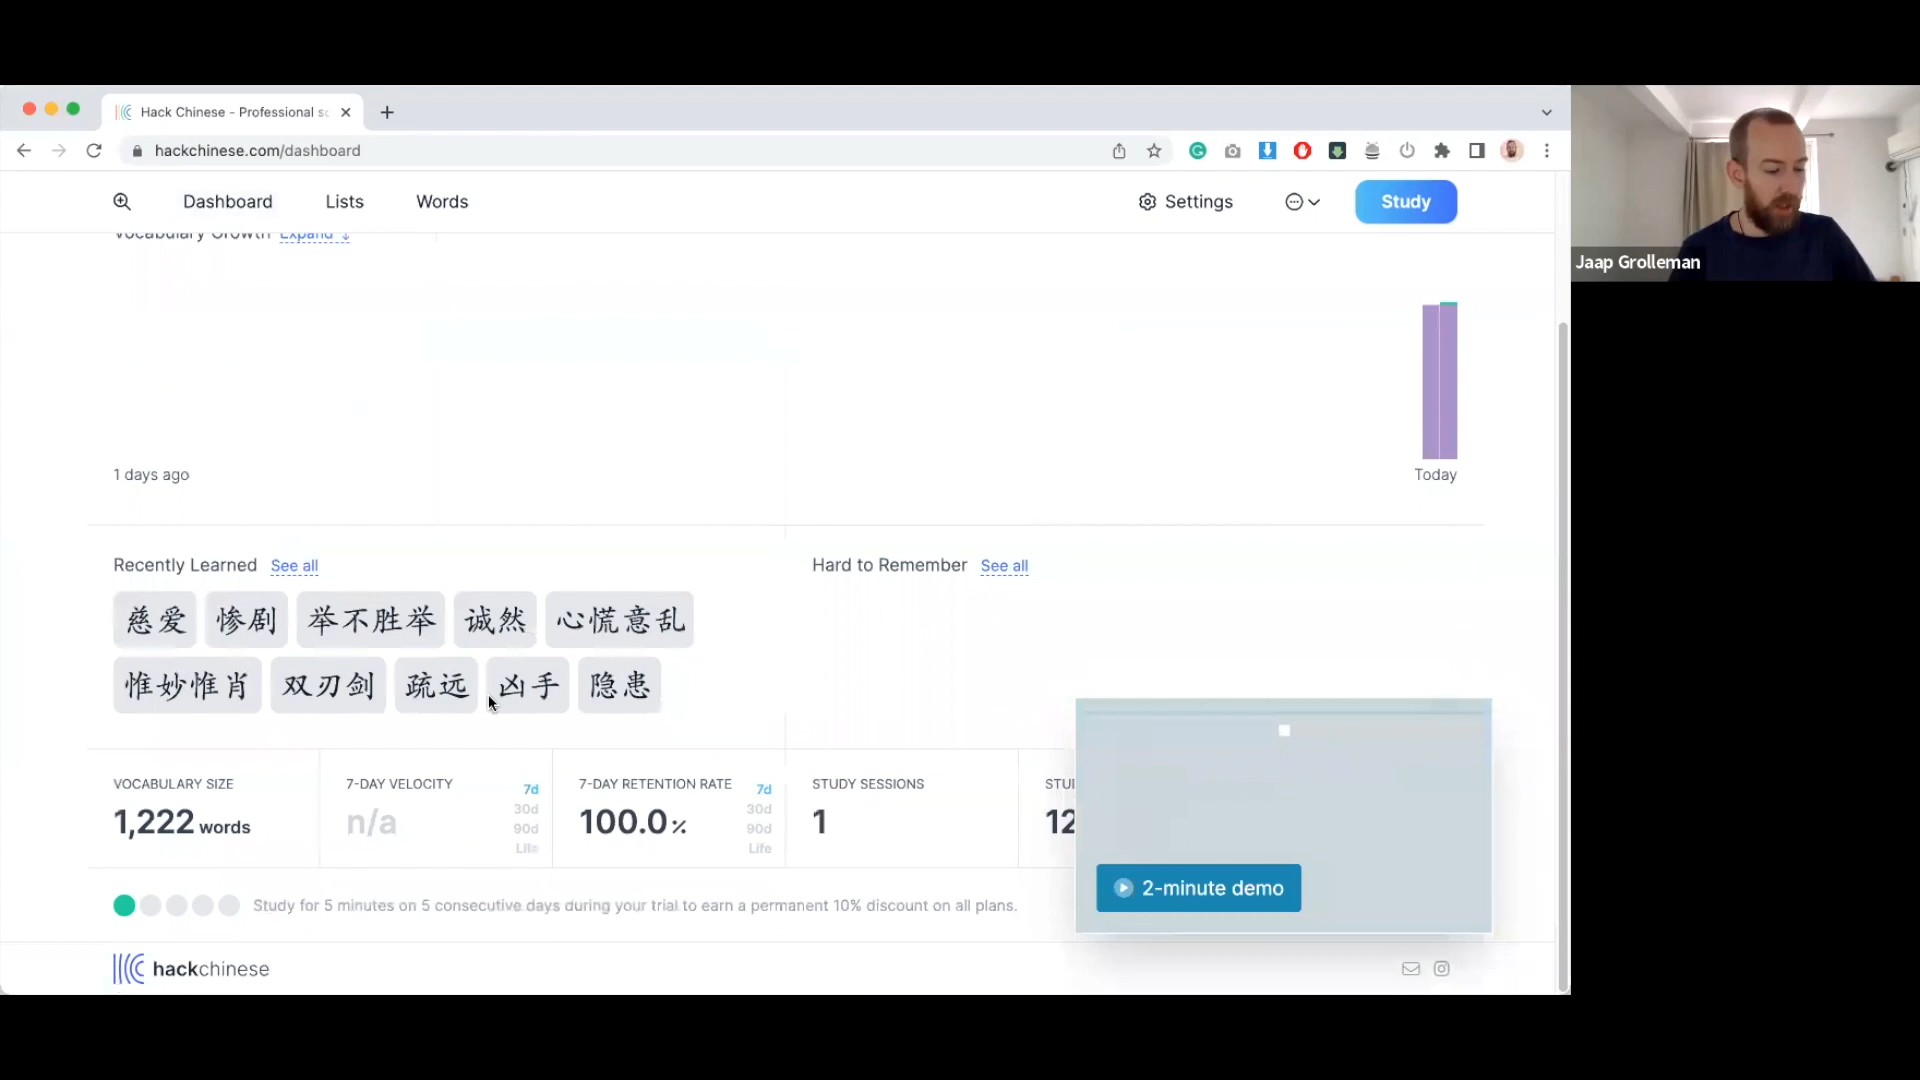 Hack Chinese - Professional sc
hackchinese.com/dashboard
Dashboard Lists Words Settings Study
Vocabulary Growth Expand
Jaap Grolleman
1 days ago Today
Recently Learned See all Hard to Remember See all
慈爱 惨剧 举不胜举 诚然 心慌意乱
惟妙惟肖 双刃剑 疏远 凶手 隐患
VOCABULARY SIZE 7-DAY VELOCITY 7-DAY RETENTION RATE STUDY SESSIONS
7d 7d
30d 30d
1,222 words n/a 100.0% 1 12
90d 90d
Life Life
2-minute demo
Study for 5 minutes on 5 consecutive days during your trial to earn a permanent 10% discount on all plans.
hackchinese